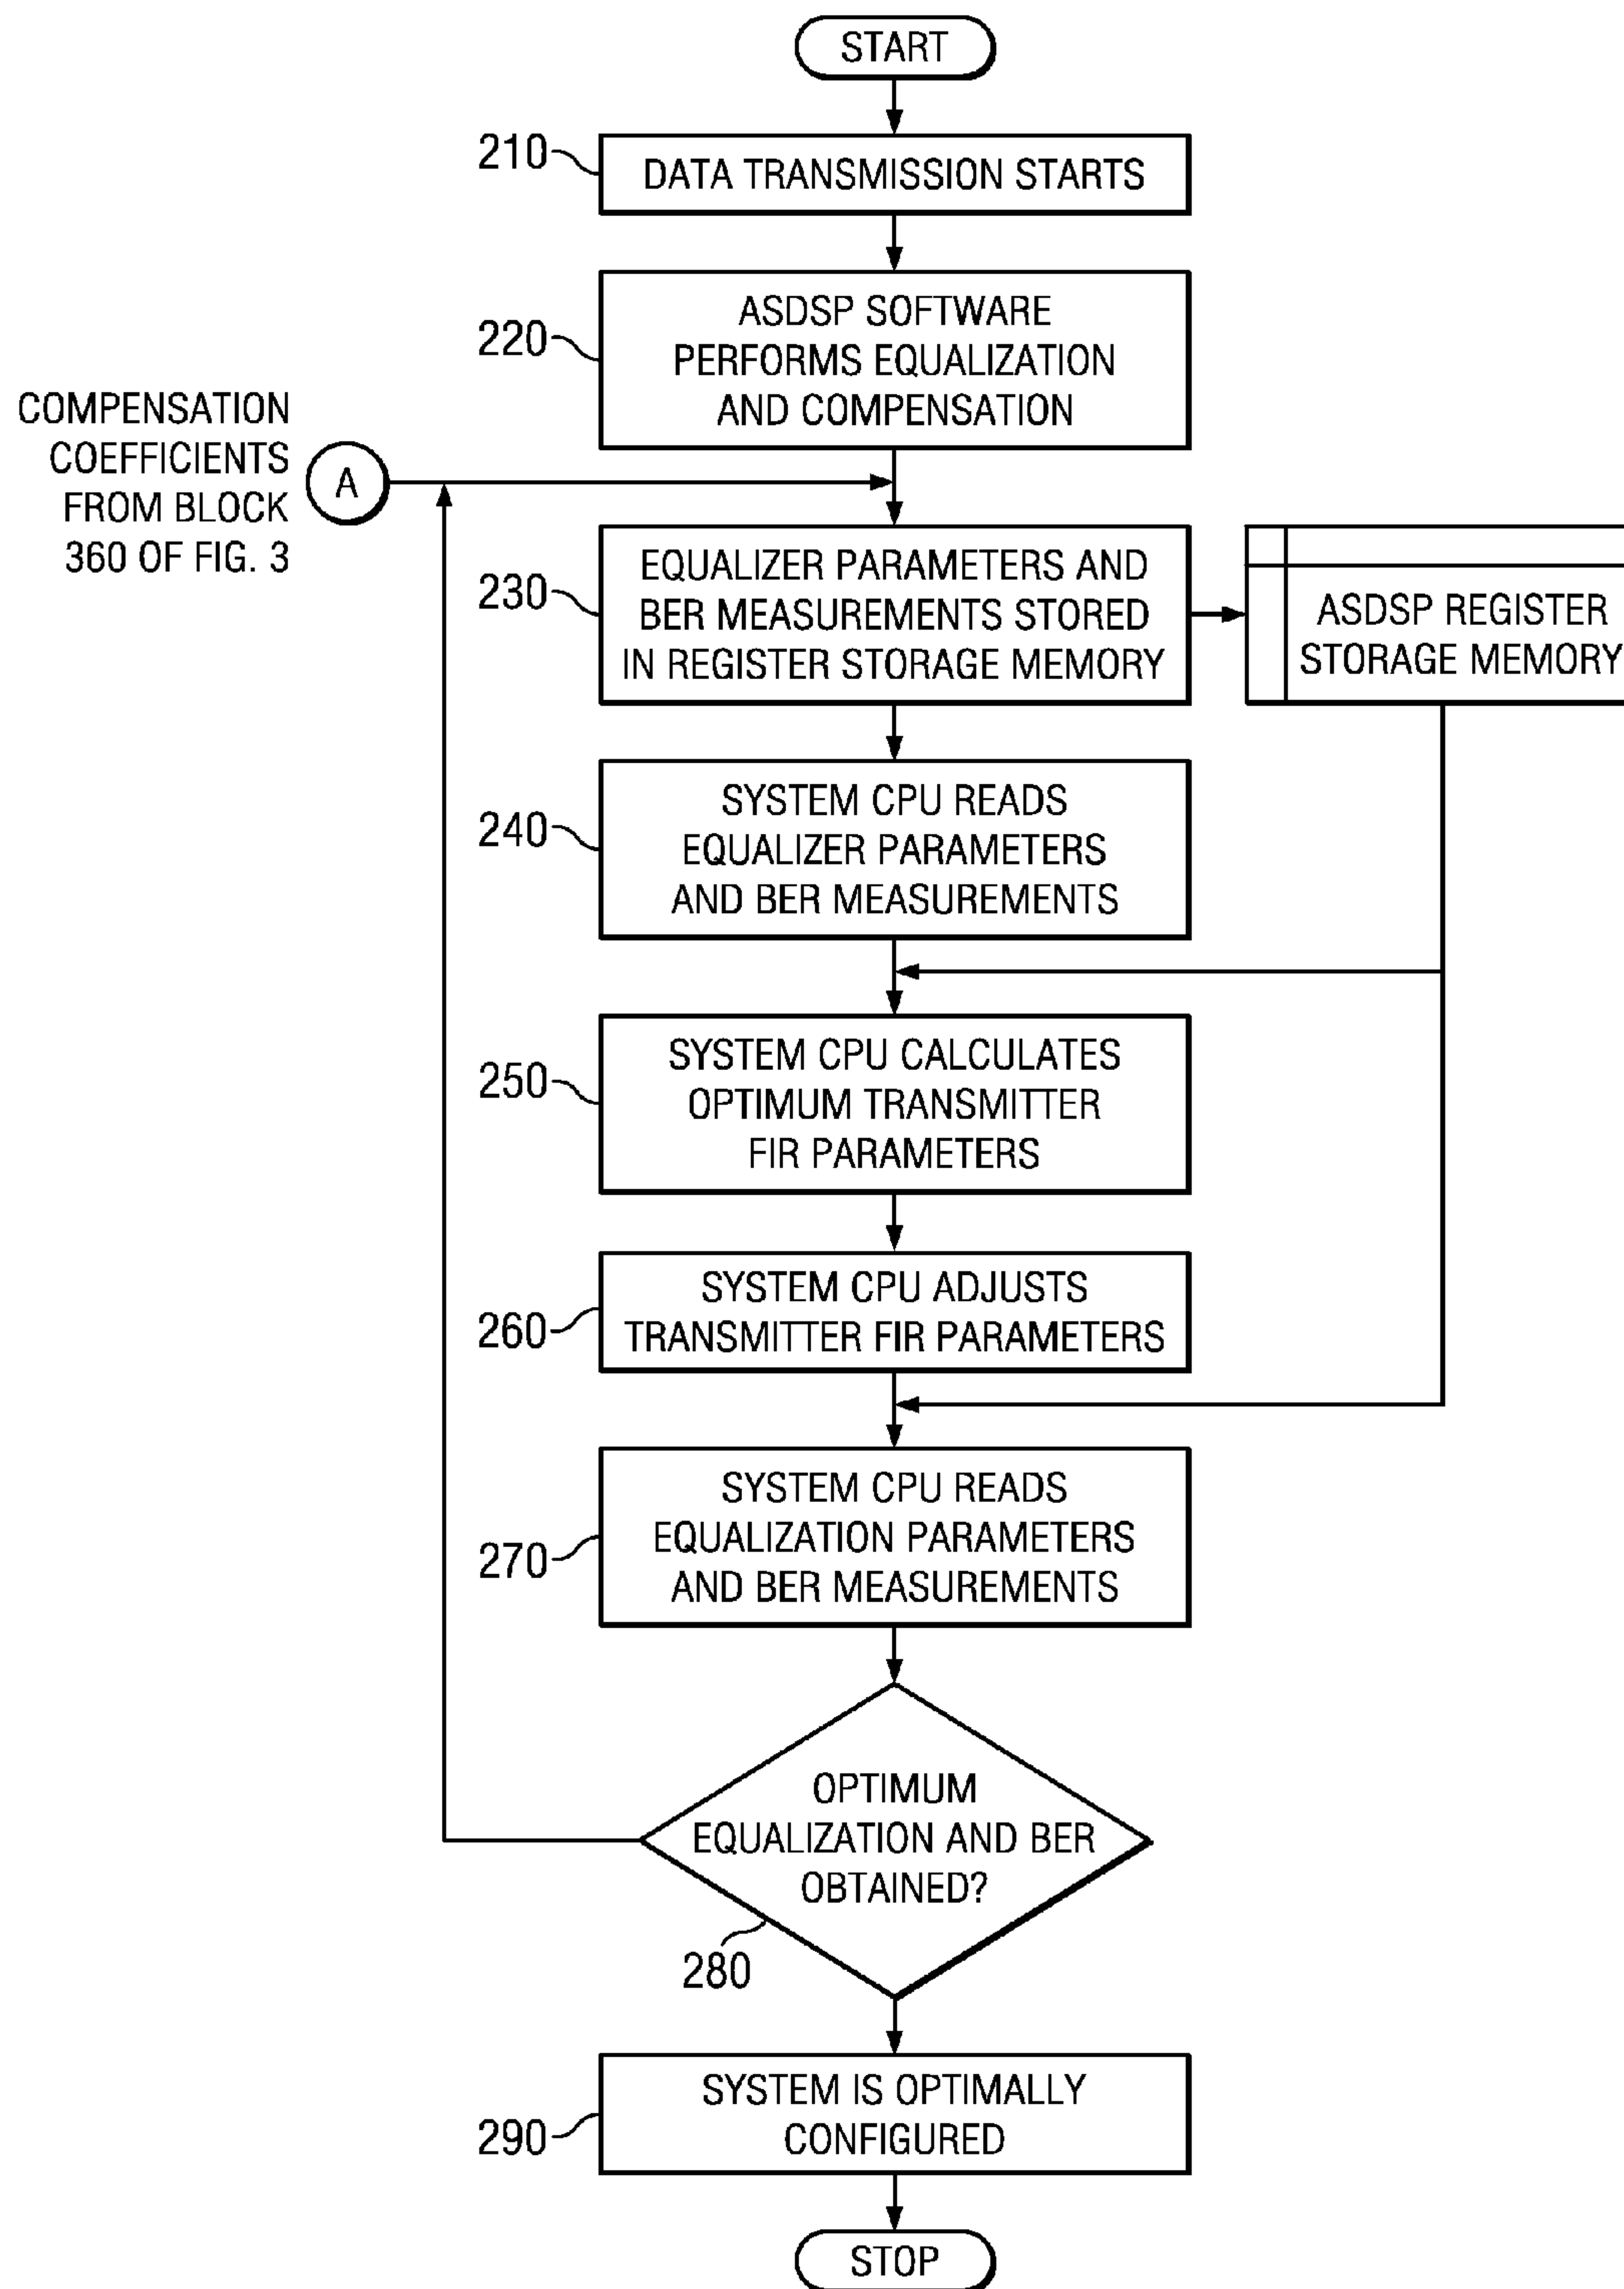 START
210
DATA TRANSMISSION STARTS
220
ASDSP SOFTWARE
PERFORMS EQUALIZATION
AND COMPENSATION
COMPENSATION
COEFFICIENTS
FROM BLOCK
360 OF FIG. 3
A
230
EQUALIZER PARAMETERS AND
BER MEASUREMENTS STORED
IN REGISTER STORAGE MEMORY
ASDSP REGISTER
STORAGE MEMORY
240
SYSTEM CPU READS
EQUALIZER PARAMETERS
AND BER MEASUREMENTS
250
SYSTEM CPU CALCULATES
OPTIMUM TRANSMITTER
FIR PARAMETERS
260
SYSTEM CPU ADJUSTS
TRANSMITTER FIR PARAMETERS
270
SYSTEM CPU READS
EQUALIZATION PARAMETERS
AND BER MEASUREMENTS
OPTIMUM
EQUALIZATION AND BER
OBTAINED?
280
290
SYSTEM IS OPTIMALLY
CONFIGURED
STOP